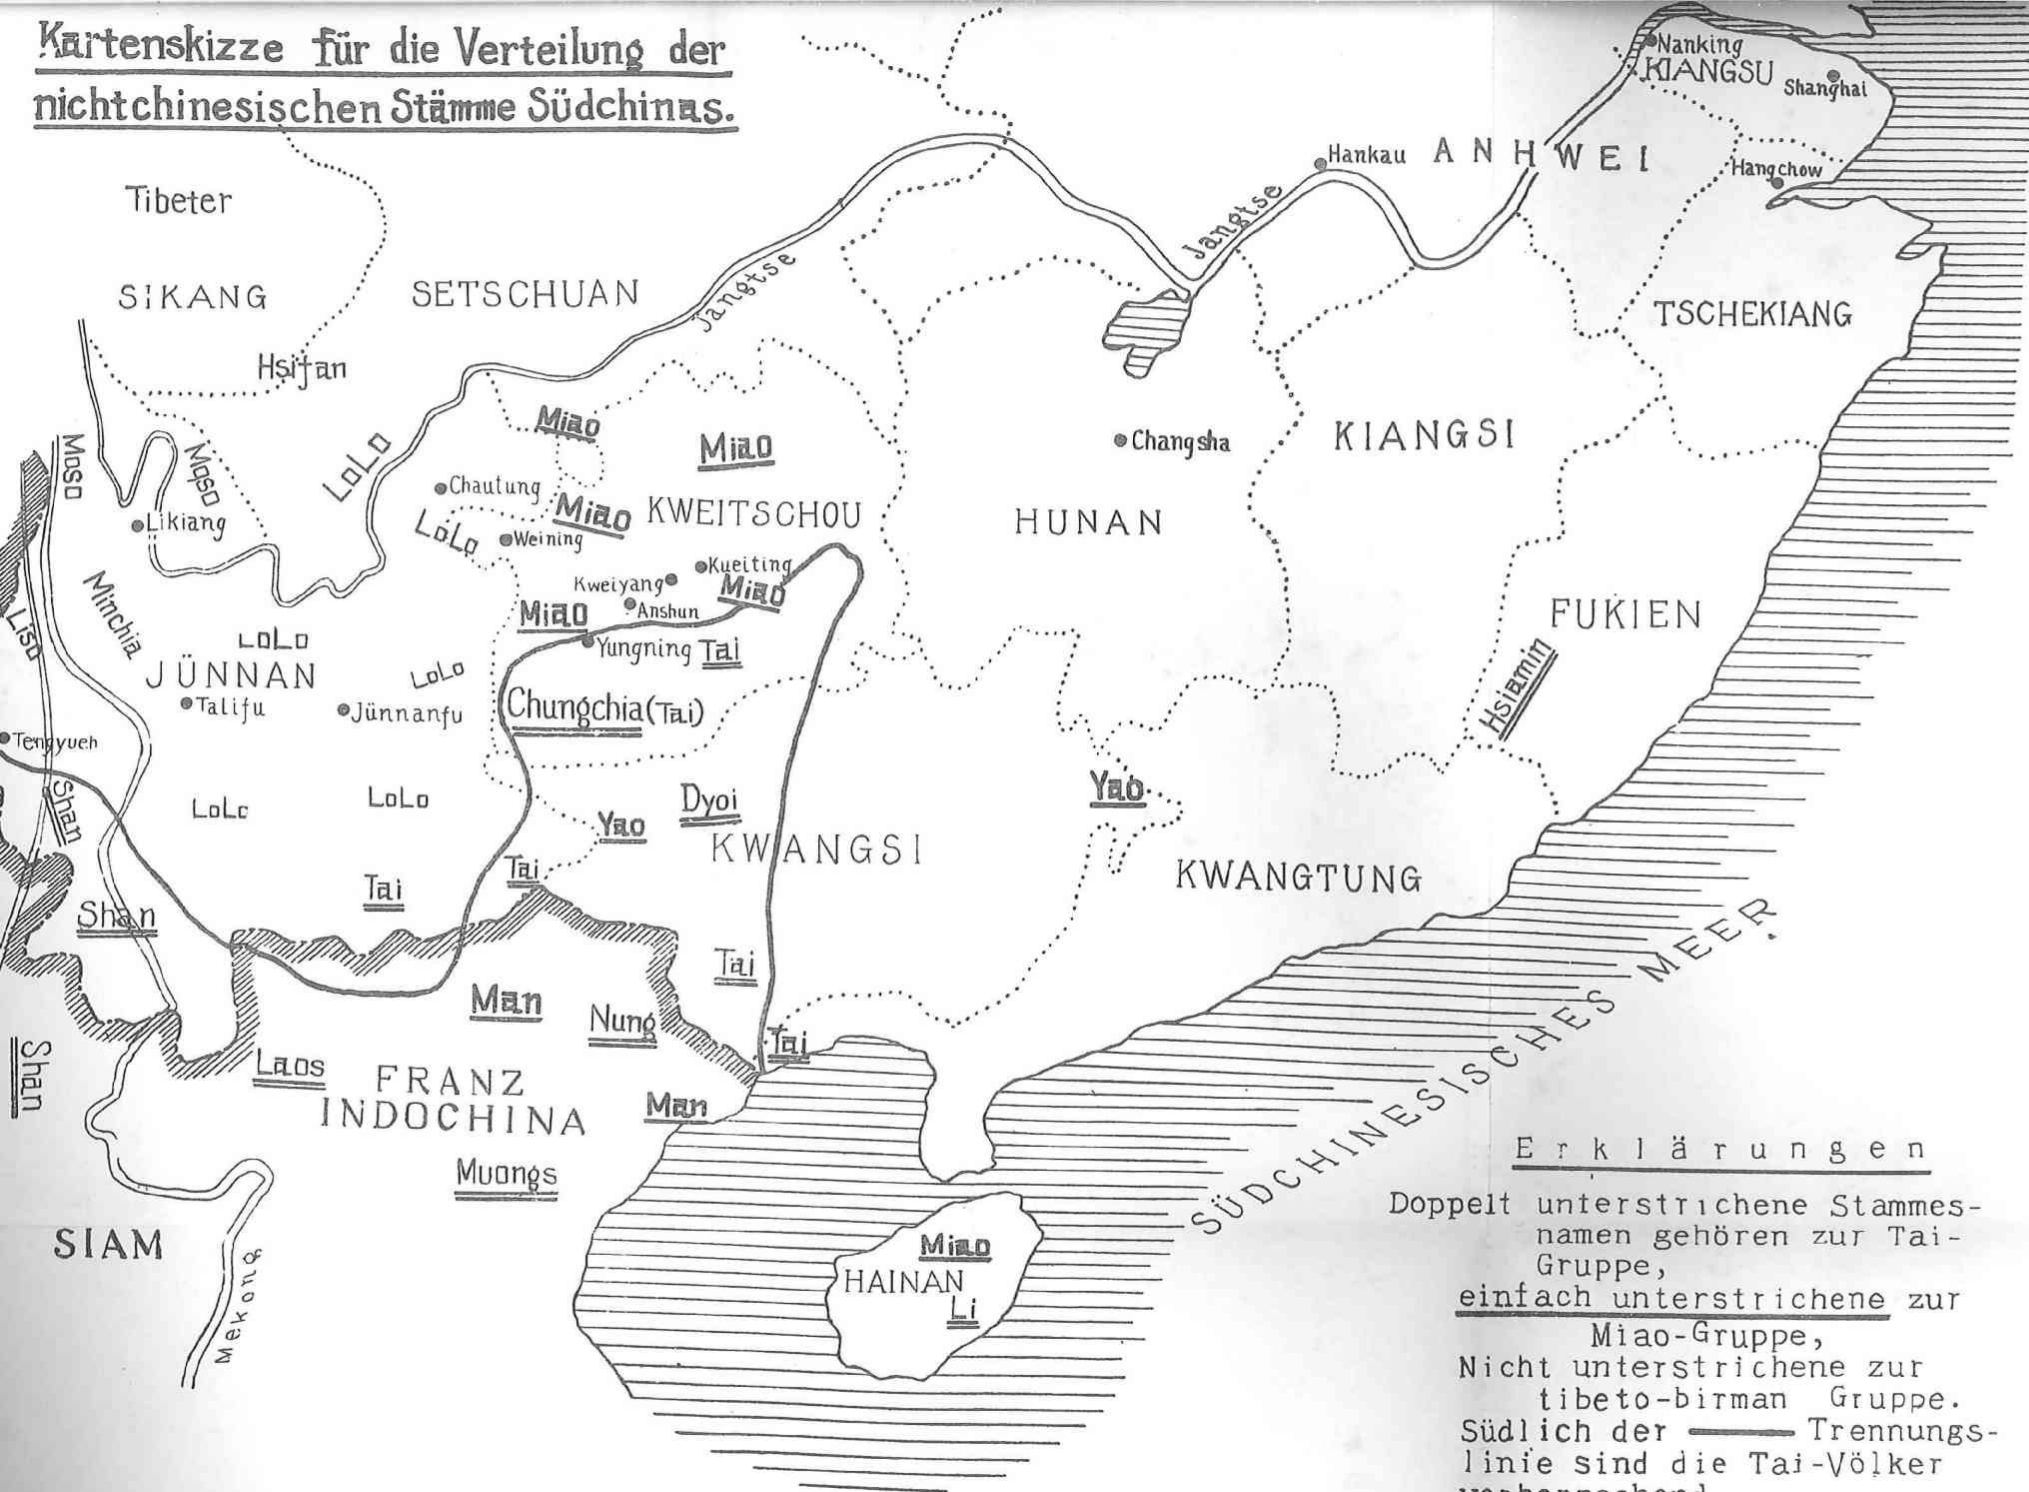 Kartenskizze für die Verteilung der
nichtchinesischen Stämme Südchinas.
Nanking
KIANGSU
Shanghai
Hankau
ANHWEI
Hangchow
Tibeter
Jangtse
SIKANG
SETSCHUAN
Jangtse
TSCHEKIANG
Hsifan
Miao
Miao
Changsha
KIANGSI
Moso
Moso
LoLo
Chautung
Miao
KWEITSCHOU
HUNAN
Likiang
LoLo
Weining
Kueiting
Kweiyang
Miao
Anshun
Minchia
Liso
Miao
FUKIEN
LoLo
Yungning
Tai
JÜNNAN
LoLo
Hsiamin
Talifu
Jünnanfu
Chungchia (Tai)
Tengyueh
Shan
LoLo
LoLo
Dyoi
Yao
Yao
KWANGSI
Tai
Tai
KWANGTUNG
Shan
Tai
Man
Nung
Tai
Shan
Laos
FRANZ
INDOCHINA
Man
Muongs
SÜDCHINESISCHES MEER
SIAM
Mekong
Miao
HAINAN
Li
Erklärungen
Doppelt unterstrichene Stammes-
namen gehören zur Tai-
Gruppe,
einfach unterstrichene zur
Miao-Gruppe,
Nicht unterstrichene zur
tibeto-birman Gruppe.
Südlich der Trennungs-
linie sind die Tai-Völker